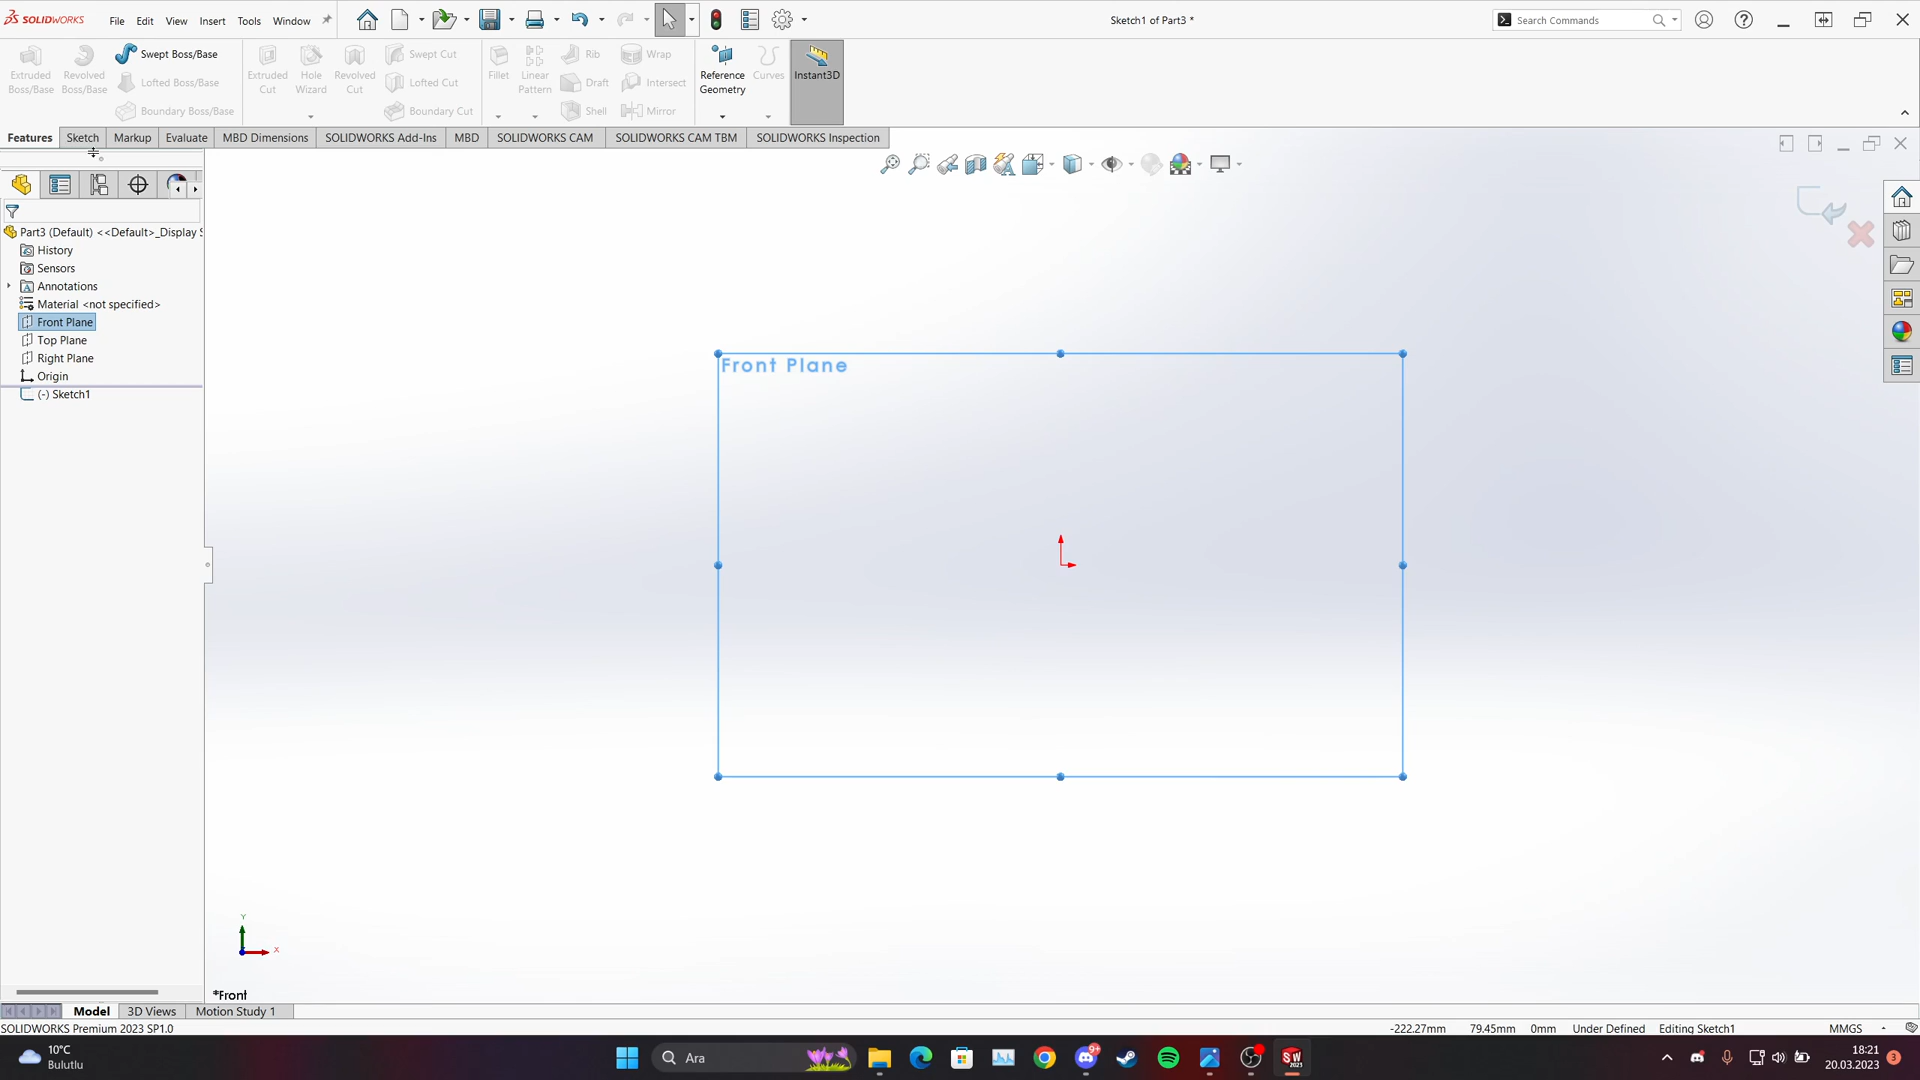 SOLIDWORKS File Edit View Insert Tools Window
Sketch1 of Part3 *
Search Commands
Extruded Boss/Base
Revolved Boss/Base
Swept Boss/Base
Lofted Boss/Base
Boundary Boss/Base
Extruded Cut
Hole Wizard
Revolved Cut
Swept Cut
Lofted Cut
Boundary Cut
Fillet
Linear Pattern
Rib
Draft
Shell
Wrap
Intersect
Mirror
Reference Geometry
Curves
Instant3D
Features Sketch Markup Evaluate MBD Dimensions SOLIDWORKS Add-Ins MBD SOLIDWORKS CAM SOLIDWORKS CAM TBM SOLIDWORKS Inspection
Part3 (Default) <<Default>_Display S
History
Sensors
A Annotations
Material <not specified>
Front Plane
Top Plane
Right Plane
Origin
(-) Sketch1
Front Plane
Y
X
*Front
Model 3D Views Motion Study 1
SOLIDWORKS Premium 2023 SP1.0
-222.27mm 79.45mm 0mm Under Defined Editing Sketch1 MMGS
10°C
Bulutlu
Ara
9+
SW
2023
18:21
20.03.2023
3